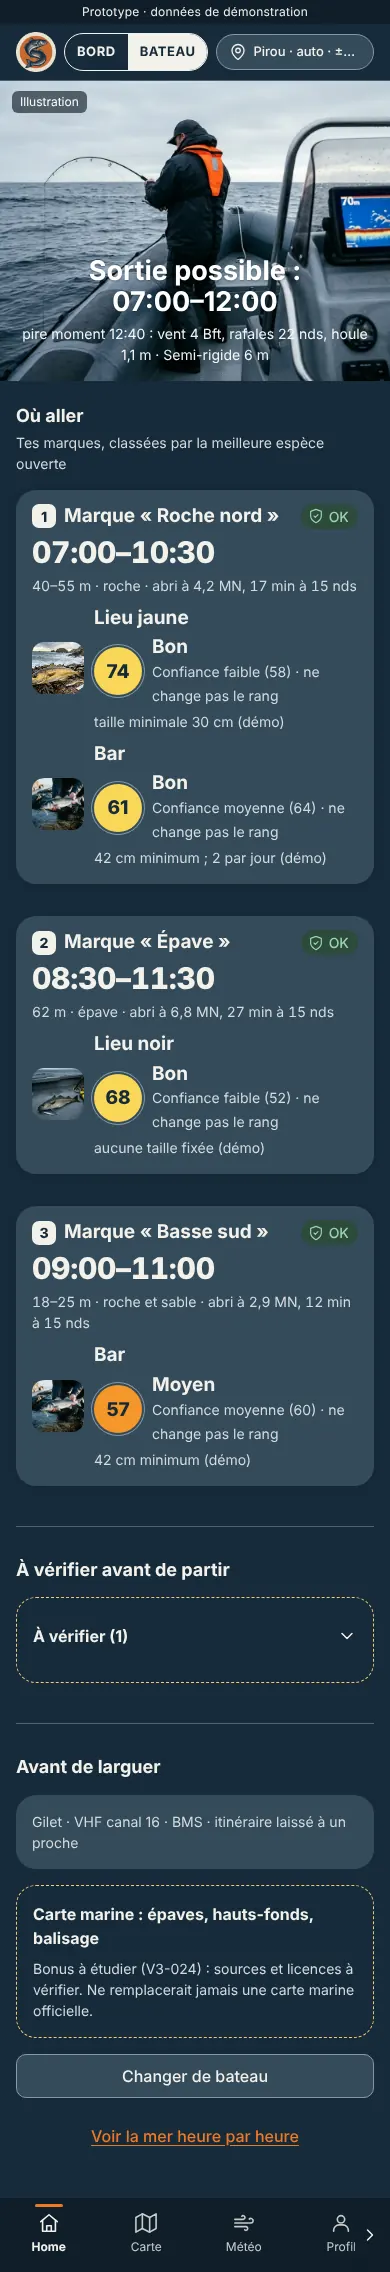 Prototype · données de démonstration
BORD
BATEAU
Pirou · auto · ±...
Illustration
70m
Sortie possible :
07:00–12:00
pire moment 12:40 : vent 4 Bft, rafales 22 nds, houle
1,1 m · Semi-rigide 6 m
Où aller
Tes marques, classées par la meilleure espèce
ouverte
1 Marque « Roche nord » OK
07:00–10:30
40–55 m · roche · abri à 4,2 MN, 17 min à 15 nds
Lieu jaune
74
Bon
Confiance faible (58) · ne
change pas le rang
taille minimale 30 cm (démo)
Bar
61
Bon
Confiance moyenne (64) · ne
change pas le rang
42 cm minimum ; 2 par jour (démo)
2 Marque « Épave » OK
08:30–11:30
62 m · épave · abri à 6,8 MN, 27 min à 15 nds
Lieu noir
68
Bon
Confiance faible (52) · ne
change pas le rang
aucune taille fixée (démo)
3 Marque « Basse sud » OK
09:00–11:00
18–25 m · roche et sable · abri à 2,9 MN, 12 min
à 15 nds
Bar
57
Moyen
Confiance moyenne (60) · ne
change pas le rang
42 cm minimum (démo)
À vérifier avant de partir
À vérifier (1)
Avant de larguer
Gilet · VHF canal 16 · BMS · itinéraire laissé à un
proche
Carte marine : épaves, hauts-fonds,
balisage
Bonus à étudier (V3-024) : sources et licences à
vérifier. Ne remplacerait jamais une carte marine
officielle.
Changer de bateau
Voir la mer heure par heure
Home
Carte
Météo
Profil